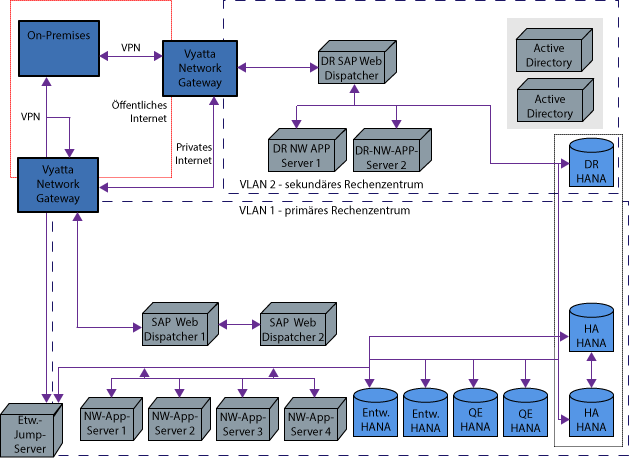 On-Premises
VPN
Vyatta
Network
Gateway
DR SAP Web
Dispatcher
Active
Directory
Active
Directory
Öffentliches
Internet
VPN
Privates
Internet
DR NW APP
Server 1
DR-NW-APP-
Server 2
DR
HANA
Vyatta
Network
Gateway
VLAN 2 - sekundäres Rechenzentrum
VLAN 1 - primäres Rechenzentrum
SAP Web
Dispatcher 1
SAP Web
Dispatcher 2
HA
HANA
Etw.-
Jump-
Server
NW-App-
Server 1
NW-App-
Server 2
NW-App-
Server 3
NW-App-
Server 4
Entw.
HANA
Entw.
HANA
QE
HANA
QE
HANA
HA
HANA